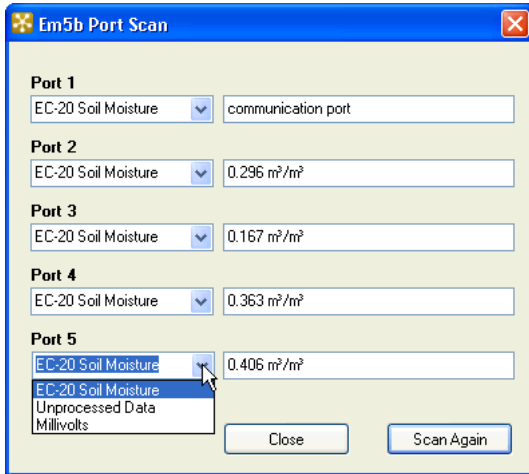 Em5b Port Scan
Port 1
EC-20 Soil Moisture communication port
Port 2
EC-20 Soil Moisture 0.296 m³/m³
Port 3
EC-20 Soil Moisture 0.167 m³/m³
Port 4
EC-20 Soil Moisture 0.363 m³/m³
Port 5
EC-20 Soil Moisture 0.406 m³/m³
EC-20 Soil Moisture
Unprocessed Data
Millivolts
Close Scan Again